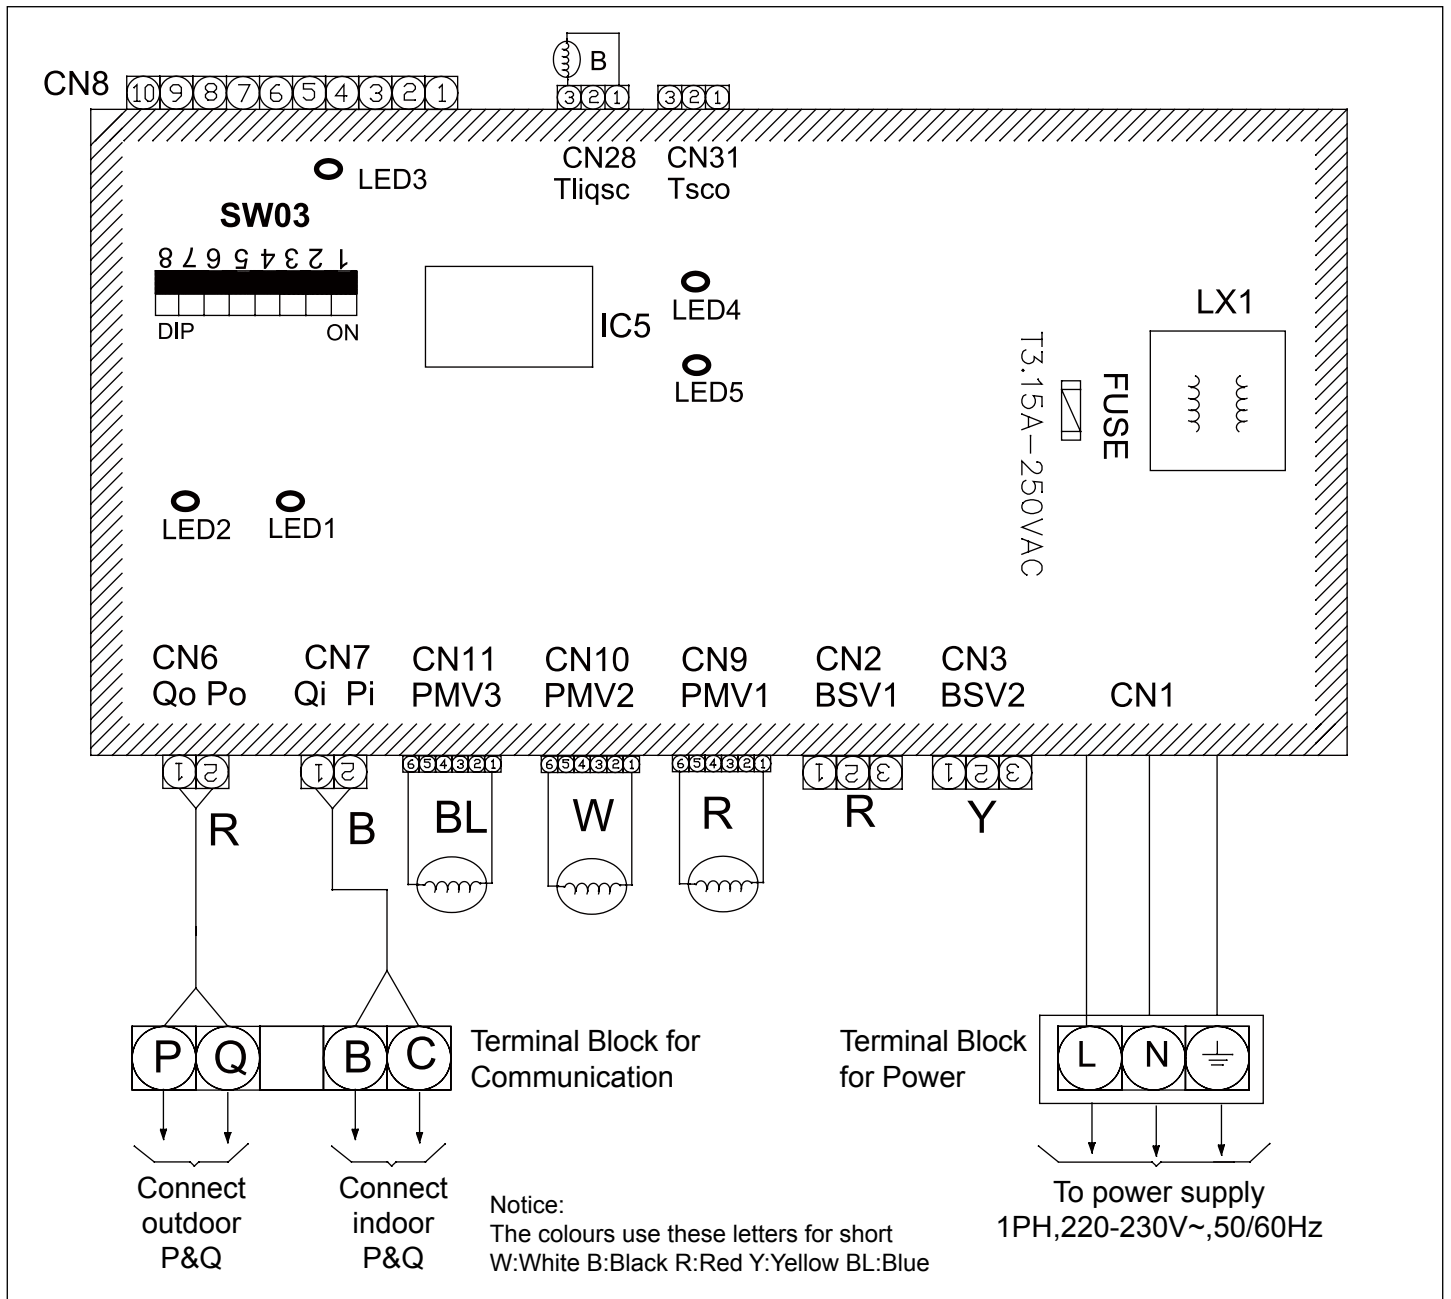 B
CN8 10 9 8 7 6 5 4 3 2 1
3 2 1
3 2 1
CN28 CN31
Tliqsc Tsco
LED3
SW03
8 7 6 5 4 3 2 1
DIP ON
IC5
LED4
LED5
LX1
FUSE
T3.15A-250VAC
LED2 LED1
CN6 CN7 CN11 CN10 CN9 CN2 CN3
Qo Po Qi Pi PMV3 PMV2 PMV1 BSV1 BSV2 CN1
1 2 1 2 6 5 4 3 2 1 6 5 4 3 2 1 6 5 4 3 2 1 1 2 3 1 2 3
R B BL W R R Y
P Q B C
Terminal Block for
Communication
Terminal Block
for Power
L N
Connect
outdoor
P&Q
Connect
indoor
P&Q
Notice:
The colours use these letters for short
W:White B:Black R:Red Y:Yellow BL:Blue
To power supply
1PH,220-230V~,50/60Hz